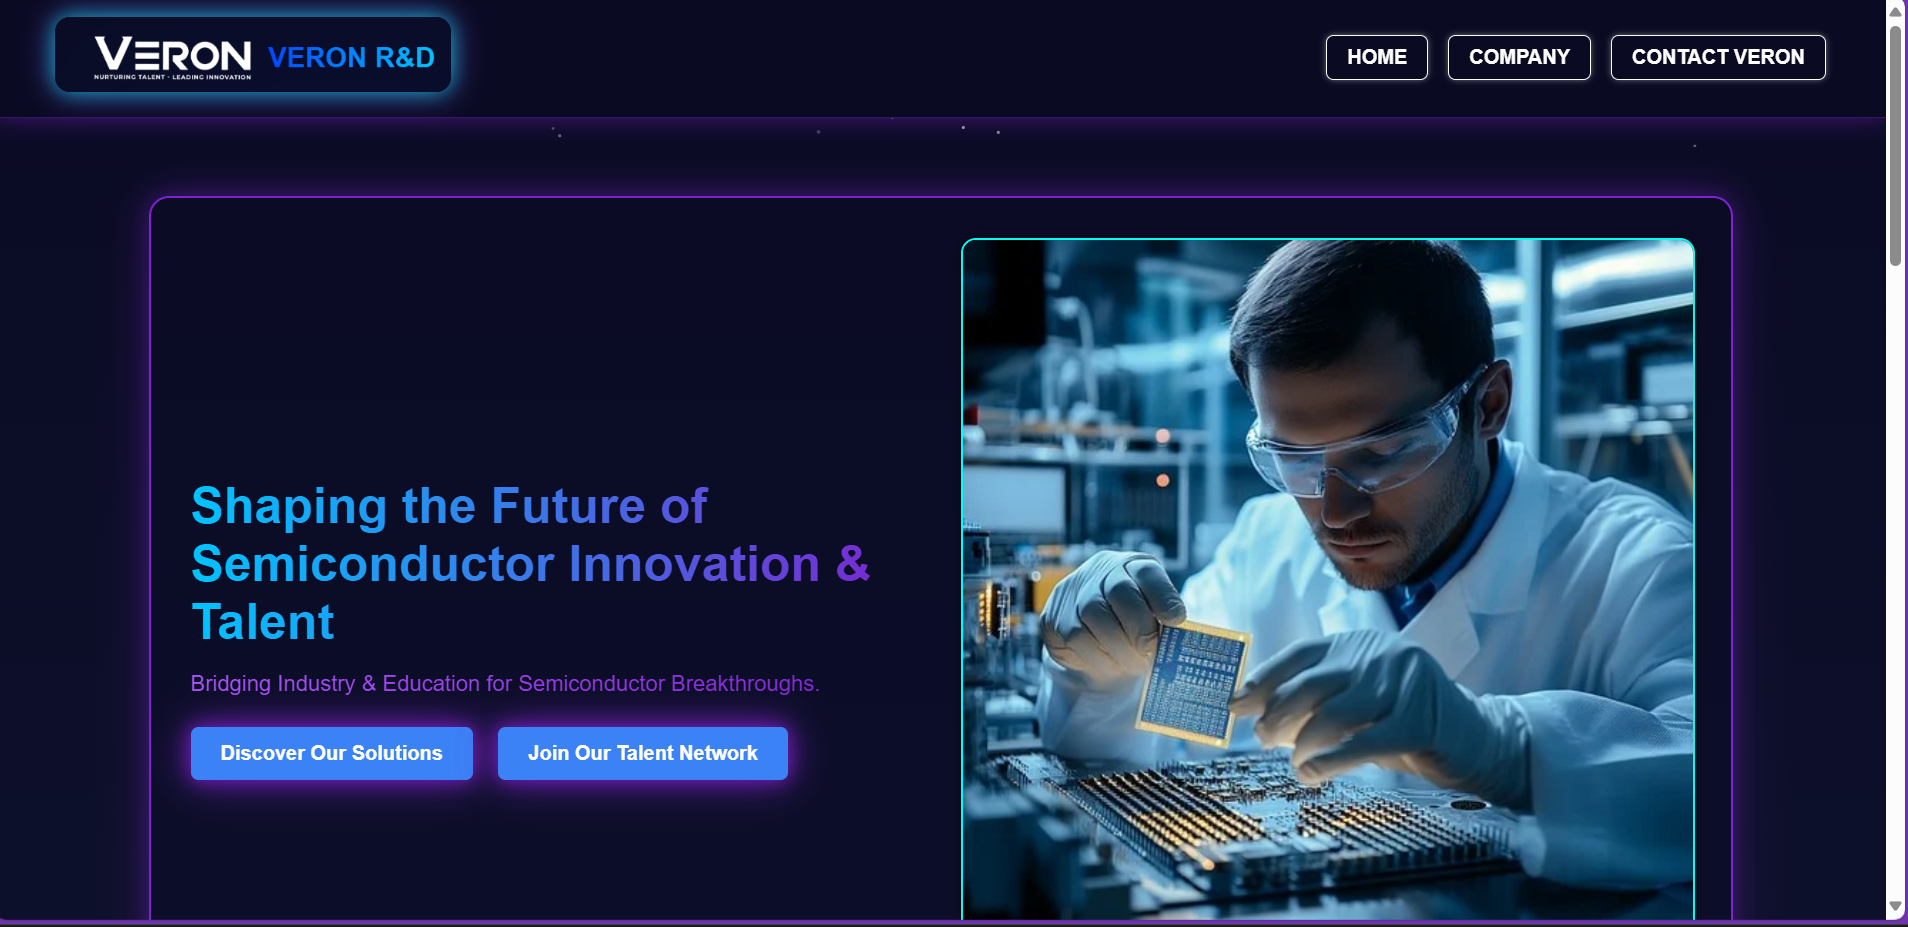 VERON
NURTURING TALENT - LEADING INNOVATION
VERON R&D
HOME
COMPANY
CONTACT VERON
Shaping the Future of
Semiconductor Innovation &
Talent
Bridging Industry & Education for Semiconductor Breakthroughs.
Discover Our Solutions
Join Our Talent Network